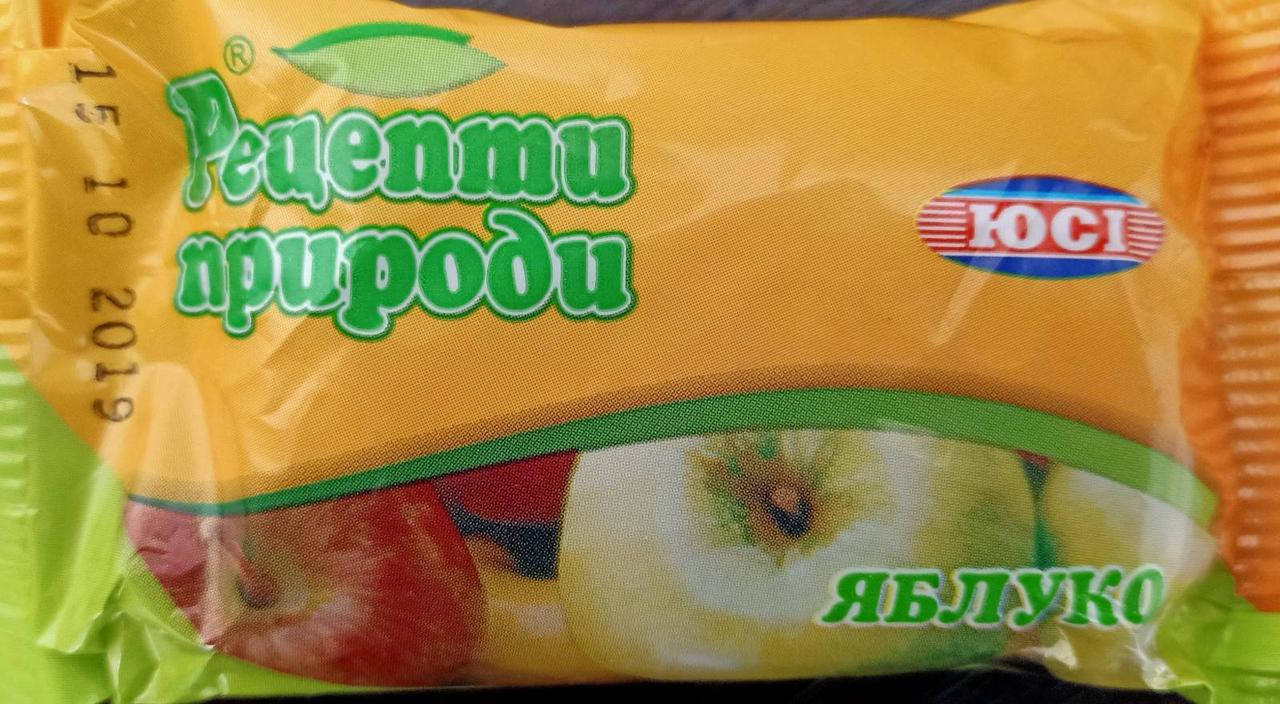 ®
Рецепти
природи
ЮСІ
ЯБЛУКО
15 10 2019